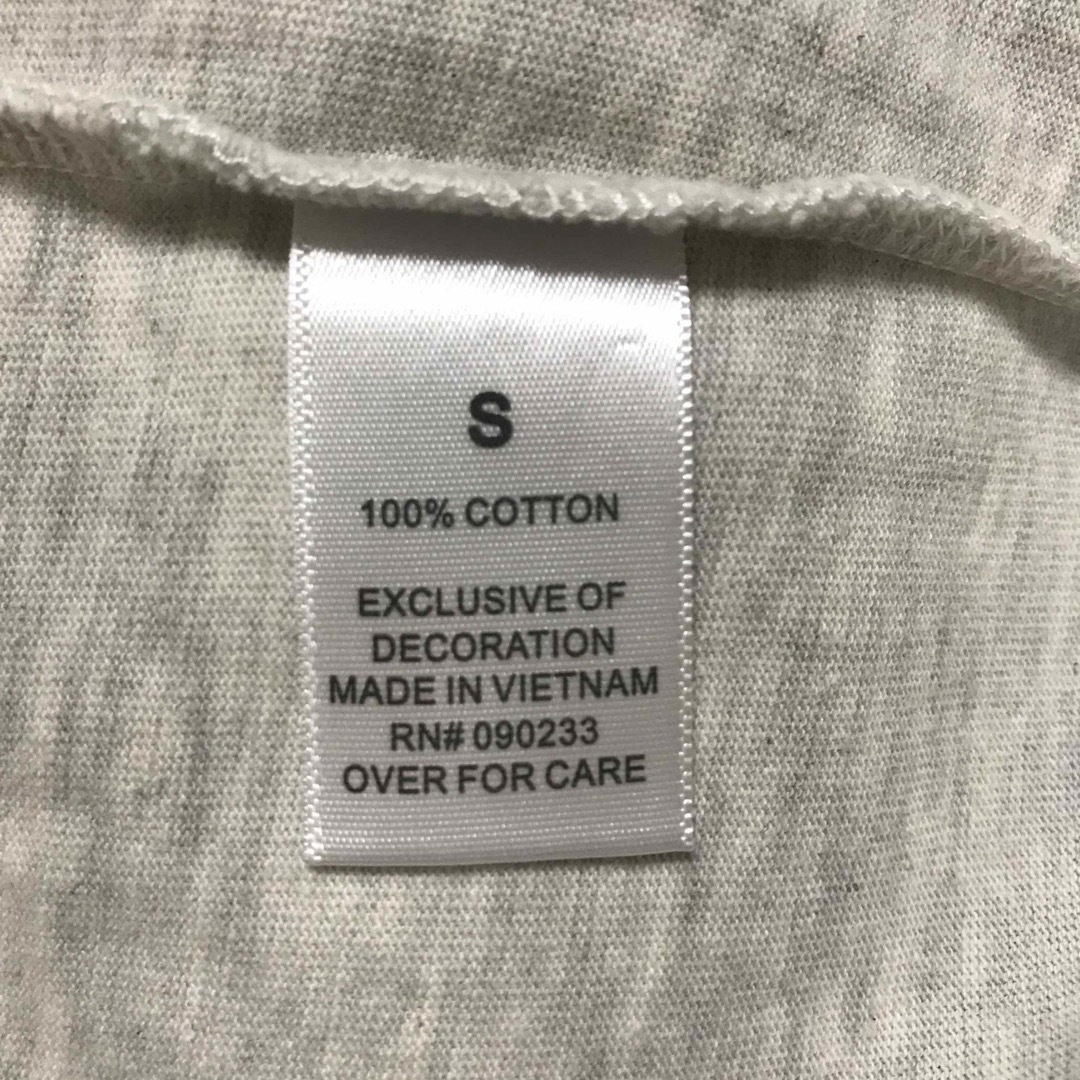 S
100% COTTON
EXCLUSIVE OF
DECORATION
MADE IN VIETNAM
RN# 090233
OVER FOR CARE